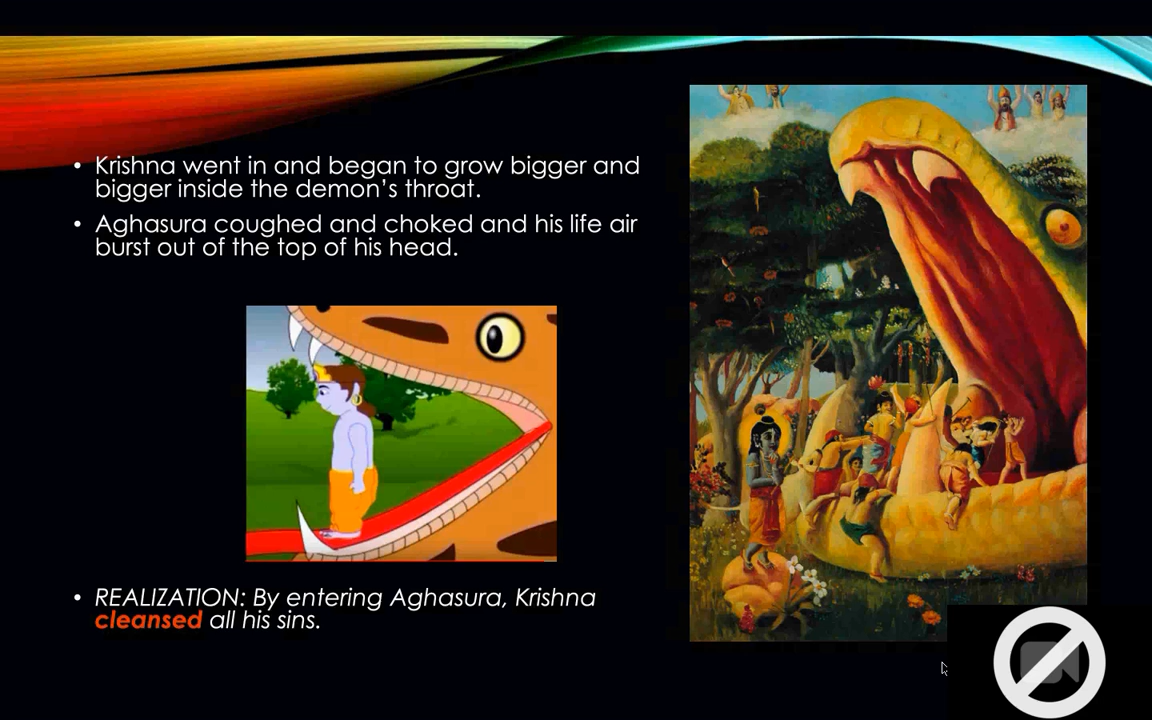 • Krishna went in and began to grow bigger and
bigger inside the demon's throat.
• Aghasura coughed and choked and his life air
burst out of the top of his head.
• REALIZATION: By entering Aghasura, Krishna
cleansed all his sins.